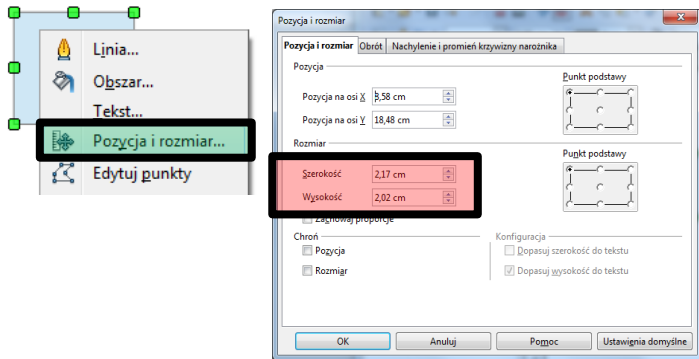 Linia...
Obszar...
Tekst...
Pozycja i rozmiar...
Edytuj punkty
Pozycja i rozmiar
Pozycja i rozmiar Obrót Nachylenie i promień krzywizny narożnika
Pozycja
Punkt podstawy
Pozycja na osi X 3,58 cm
Pozycja na osi Y 18,48 cm
Rozmiar
Punkt podstawy
Szerokość 2,17 cm
Wysokość 2,02 cm
Zachowaj proporcje
Chroń
Konfiguracja
Pozycja
Dopasuj szerokość do tekstu
Rozmiar
Dopasuj wysokość do tekstu
OK Anuluj Pomoc Ustawienia domyślne